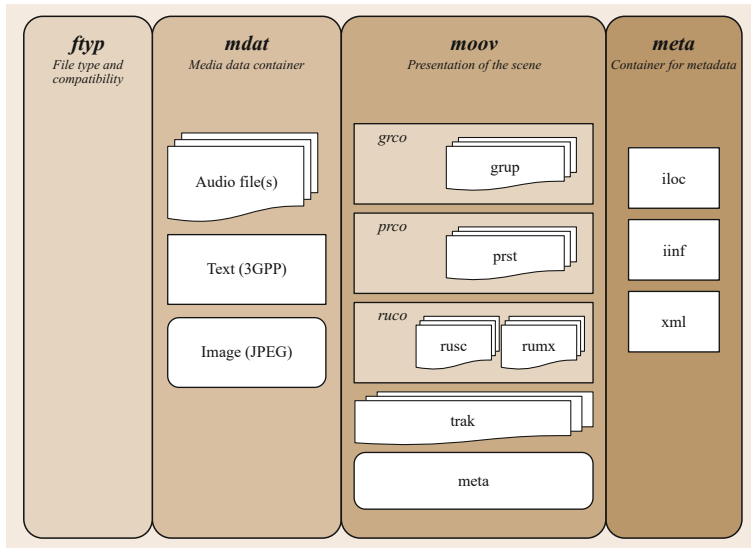 ftyp
File type and
compatibility
mdat
Media data container
Audio file(s)
Text (3GPP)
Image (JPEG)
moov
Presentation of the scene
grco
grup
prco
prst
ruco
rusc
rumx
trak
meta
meta
Container for metadata
iloc
iinf
xml